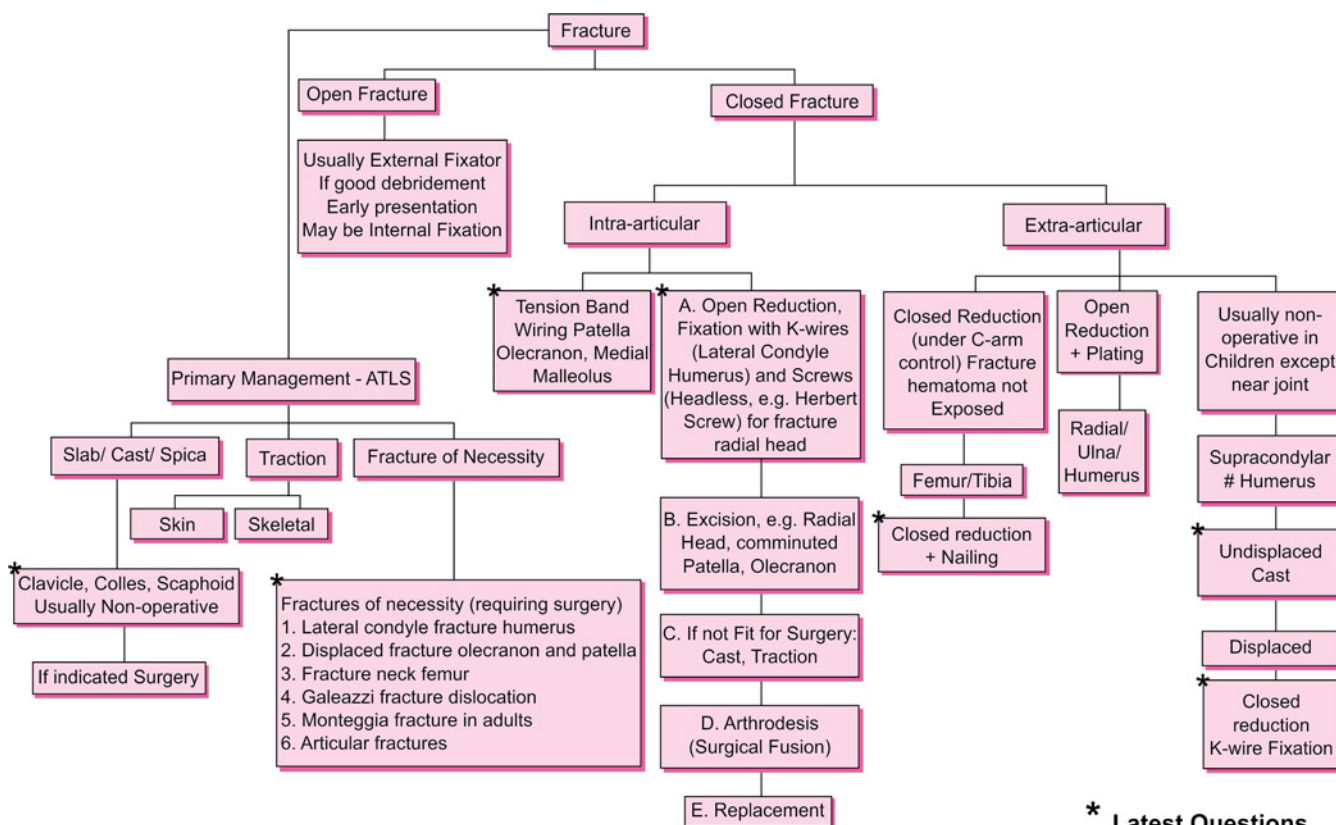 Fracture
Open Fracture
Closed Fracture
Usually External Fixator
If good debridement
Early presentation
May be Internal Fixation
Intra-articular
Extra-articular
*
Tension Band
Wiring Patella
Olecranon, Medial
Malleolus
*
A. Open Reduction,
Fixation with K-wires
(Lateral Condyle
Humerus) and Screws
(Headless, e.g. Herbert
Screw) for fracture
radial head
Closed Reduction
(under C-arm
control) Fracture
hematoma not
Exposed
Open
Reduction
+ Plating
Usually non-
operative in
Children except
near joint
Primary Management - ATLS
Slab/ Cast/ Spica
Traction
Fracture of Necessity
Skin
Skeletal
Femur/Tibia
Radial/
Ulna/
Humerus
Supracondylar
# Humerus
*
Clavicle, Colles, Scaphoid
Usually Non-operative
If indicated Surgery
*
Fractures of necessity (requiring surgery)
1. Lateral condyle fracture humerus
2. Displaced fracture olecranon and patella
3. Fracture neck femur
4. Galeazzi fracture dislocation
5. Monteggia fracture in adults
6. Articular fractures
B. Excision, e.g. Radial
Head, comminuted
Patella, Olecranon
C. If not Fit for Surgery:
Cast, Traction
D. Arthrodesis
(Surgical Fusion)
E. Replacement
*
Closed reduction
+ Nailing
*
Undisplaced
Cast
Displaced
*
Closed
reduction
K-wire Fixation
* Latest Questions